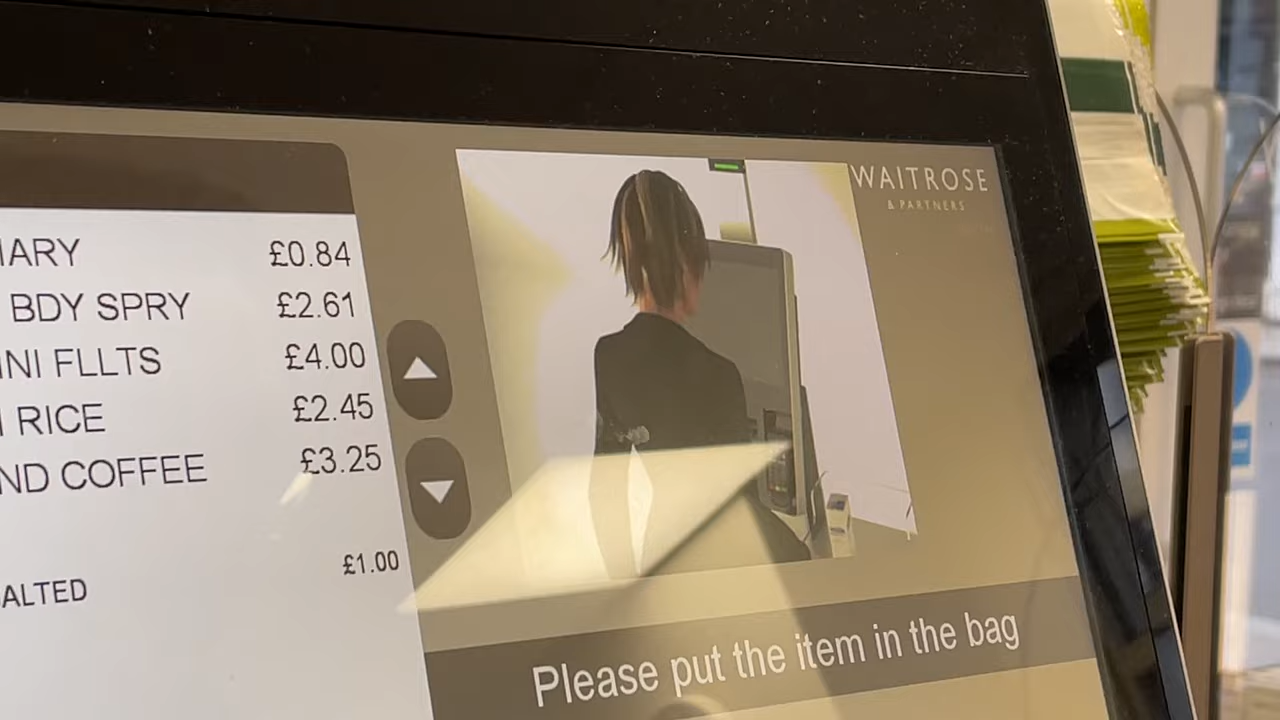 IARY £0.84
BDY SPRY £2.61
INI FLLTS £4.00
RICE £2.45
ND COFFEE £3.25
£1.00
ALTED
WAITROSE
& PARTNERS
Please put the item in the bag